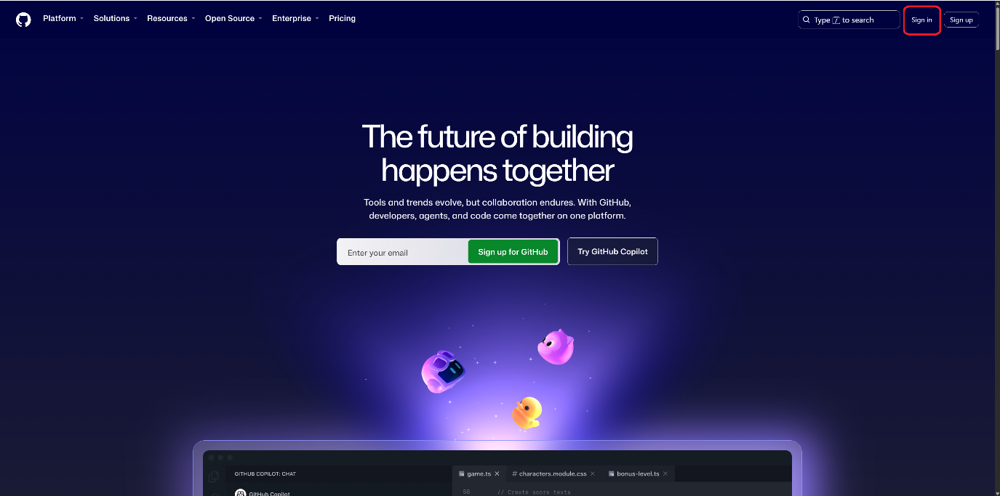 Platform Solutions Resources Open Source Enterprise Pricing Type / to search Sign in Sign up
The future of building
happens together
Tools and trends evolve, but collaboration endures. With GitHub,
developers, agents, and code come together on one platform.
Enter your email Sign up for GitHub Try GitHub Copilot
GITHUB COPILOT: CHAT game.ts # characters.module.css bonus-level.ts
GitHub Copilot 58 // Create score texts